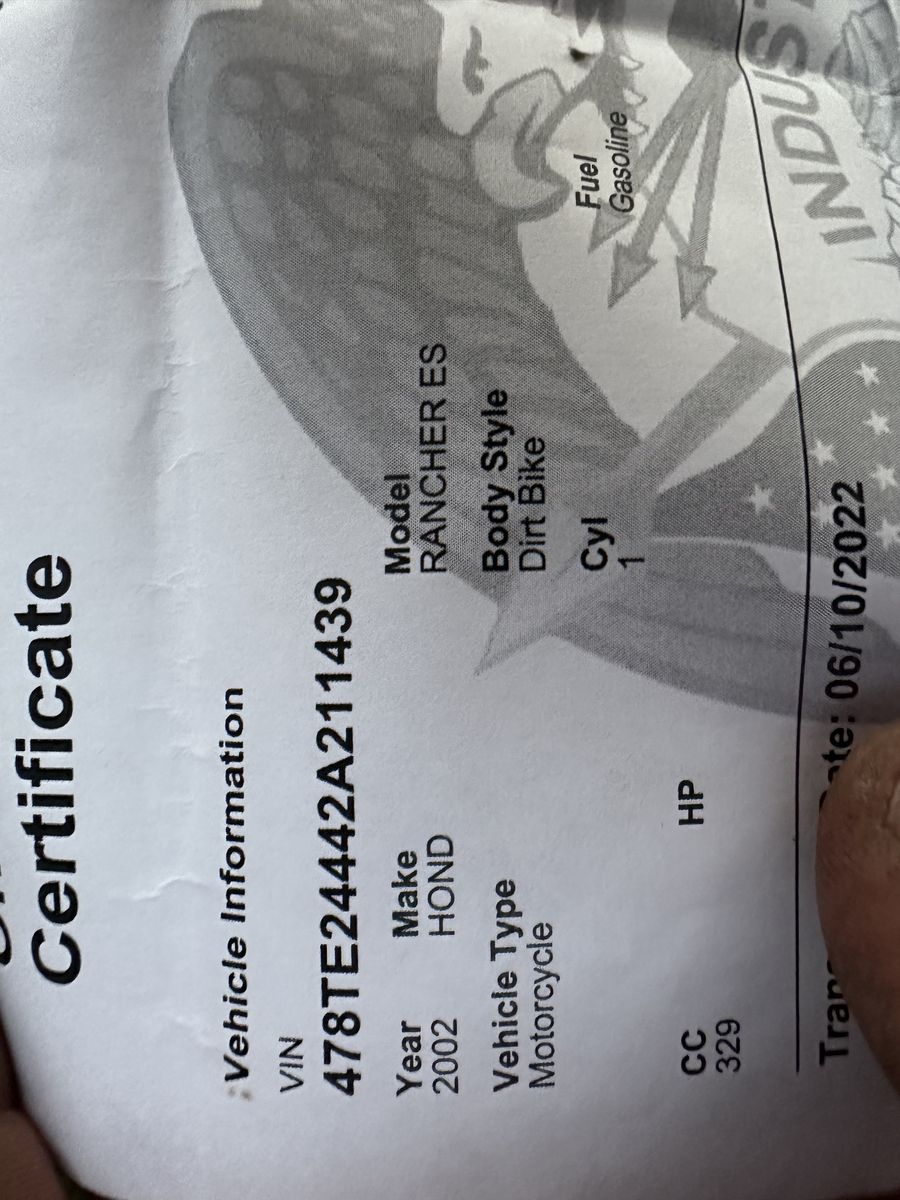 Certificate
Vehicle Information
VIN
478TE24442A211439
Year Make Model
2002 HOND RANCHER ES
Vehicle Type Body Style
Motorcycle Dirt Bike
Cyl Fuel
1 Gasoline
CC HP
329
06/10/2022